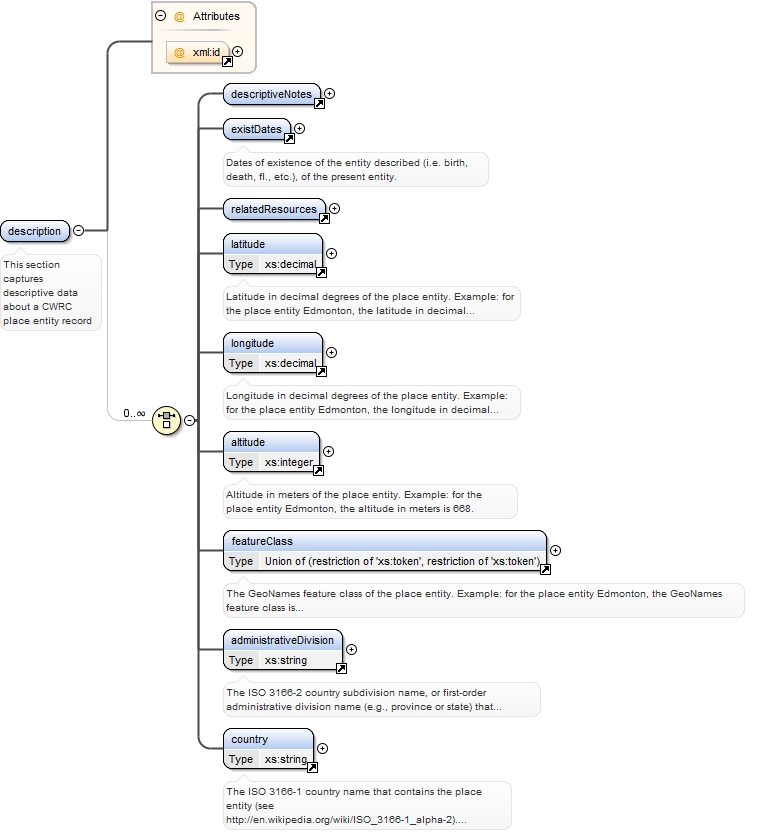 @ Attributes
@ xml:id
descriptiveNotes
existDates
Dates of existence of the entity described (i.e. birth,
death, fl., etc.), of the present entity.
relatedResources
description
latitude
Type xs:decimal
This section
captures
descriptive data
about a CWRC
place entity record
Latitude in decimal degrees of the place entity. Example: for
the place entity Edmonton, the latitude in decimal...
longitude
Type xs:decimal
Longitude in decimal degrees of the place entity. Example:
for the place entity Edmonton, the longitude in decimal...
0..∞
altitude
Type xs:integer
Altitude in meters of the place entity. Example: for the
place entity Edmonton, the altitude in meters is 668.
featureClass
Type Union of (restriction of 'xs:token', restriction of 'xs:token')
The GeoNames feature class of the place entity. Example: for the place entity Edmonton, the GeoNames
feature class is...
administrativeDivision
Type xs:string
The ISO 3166-2 country subdivision name, or first-order
administrative division name (e.g., province or state) that...
country
Type xs:string
The ISO 3166-1 country name that contains the place
entity (see
http://en.wikipedia.org/wiki/ISO_3166-1_alpha-2)....